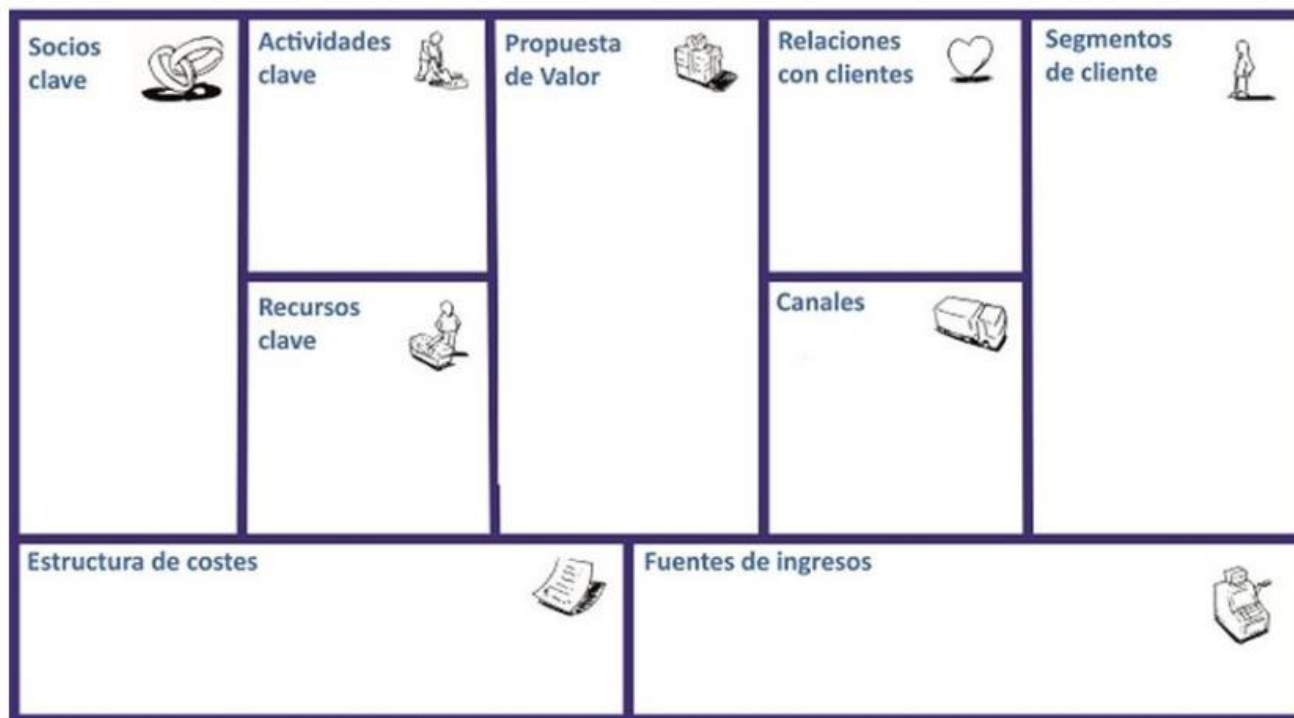 Socios
clave
Actividades
clave
Propuesta
de Valor
Relaciones
con clientes
Segmentos
de cliente
Recursos
clave
Canales
Estructura de costes
Fuentes de ingresos